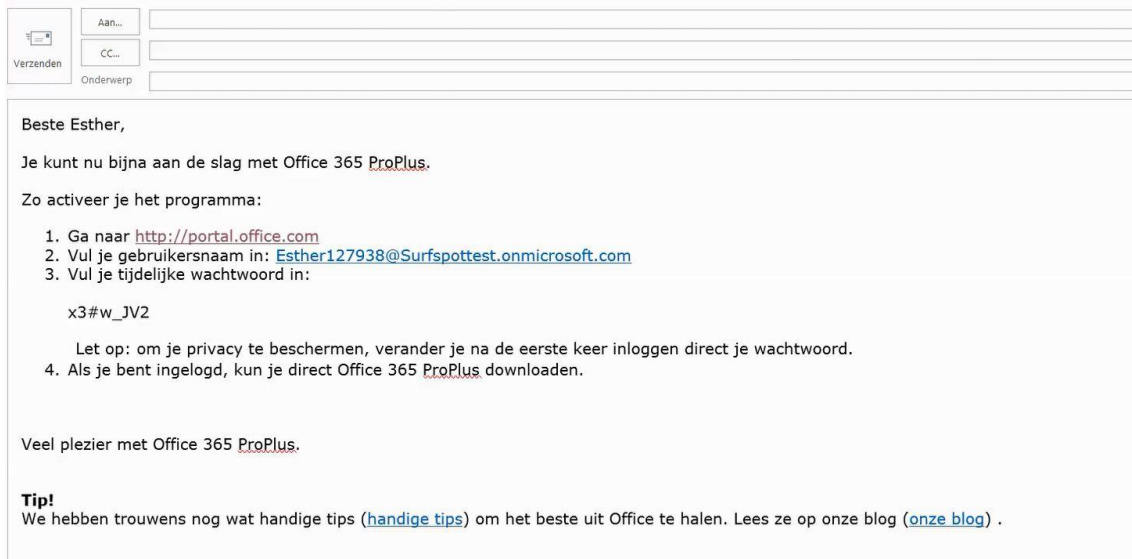 Verzenden
Aan...
CC...
Onderwerp
Beste Esther,
Je kunt nu bijna aan de slag met Office 365 ProPlus.
Zo activeer je het programma:
1. Ga naar http://portal.office.com
2. Vul je gebruikersnaam in: Esther127938@Surfspottest.onmicrosoft.com
3. Vul je tijdelijke wachtwoord in:
x3#w_JV2
Let op: om je privacy te beschermen, verander je na de eerste keer inloggen direct je wachtwoord.
4. Als je bent ingelogd, kun je direct Office 365 ProPlus downloaden.
Veel plezier met Office 365 ProPlus.
Tip!
We hebben trouwens nog wat handige tips (handige tips) om het beste uit Office te halen. Lees ze op onze blog (onze blog) .